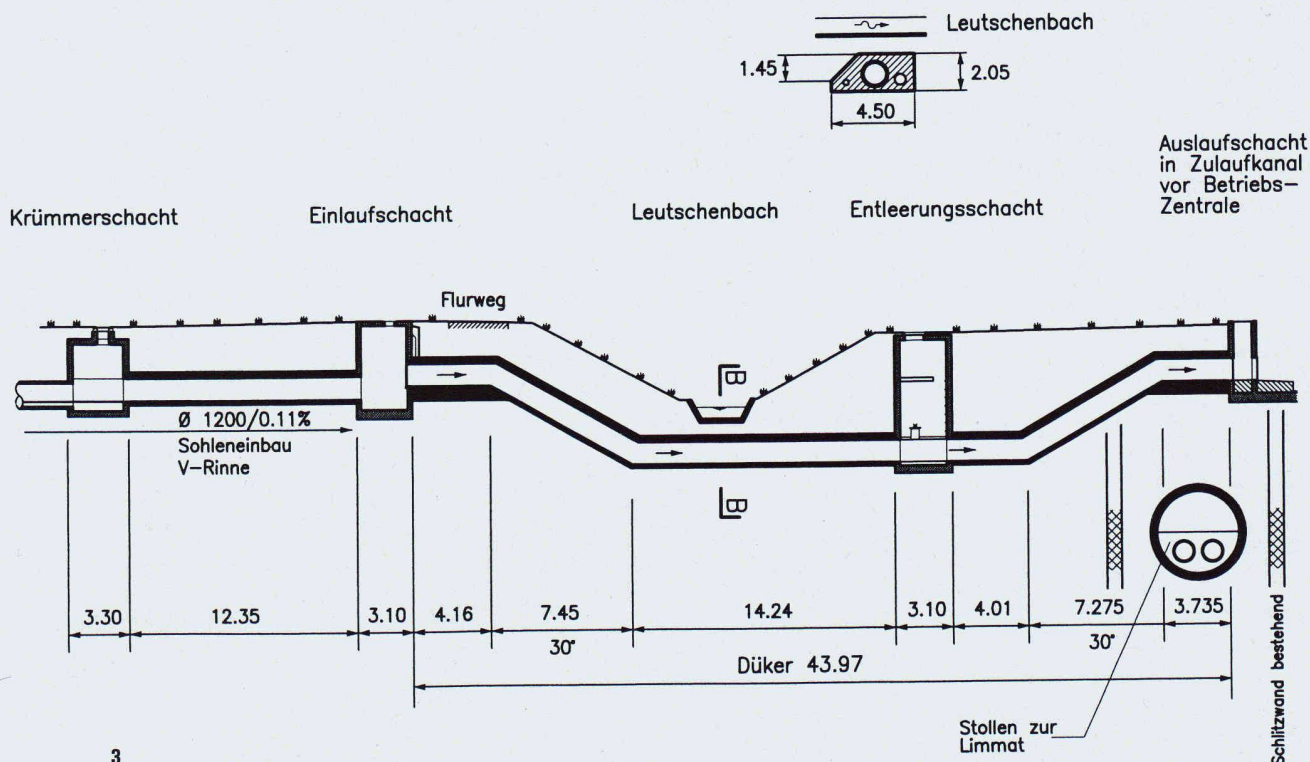 Leutschenbach
1.45
2.05
4.50
Auslaufschacht
in Zulaufkanal
vor Betriebs-
Zentrale
Krümmerschacht
Einlaufschacht
Leutschenbach
Entleerungsschacht
Flurweg
B
Ø 1200/0.11%
Sohleneinbau
V-Rinne
B
3.30
12.35
3.10
4.16
7.45
14.24
3.10
4.01
7.275
3.735
30°
30°
Düker 43.97
Schlitzwand bestehend
Stollen zur
Limmat
3